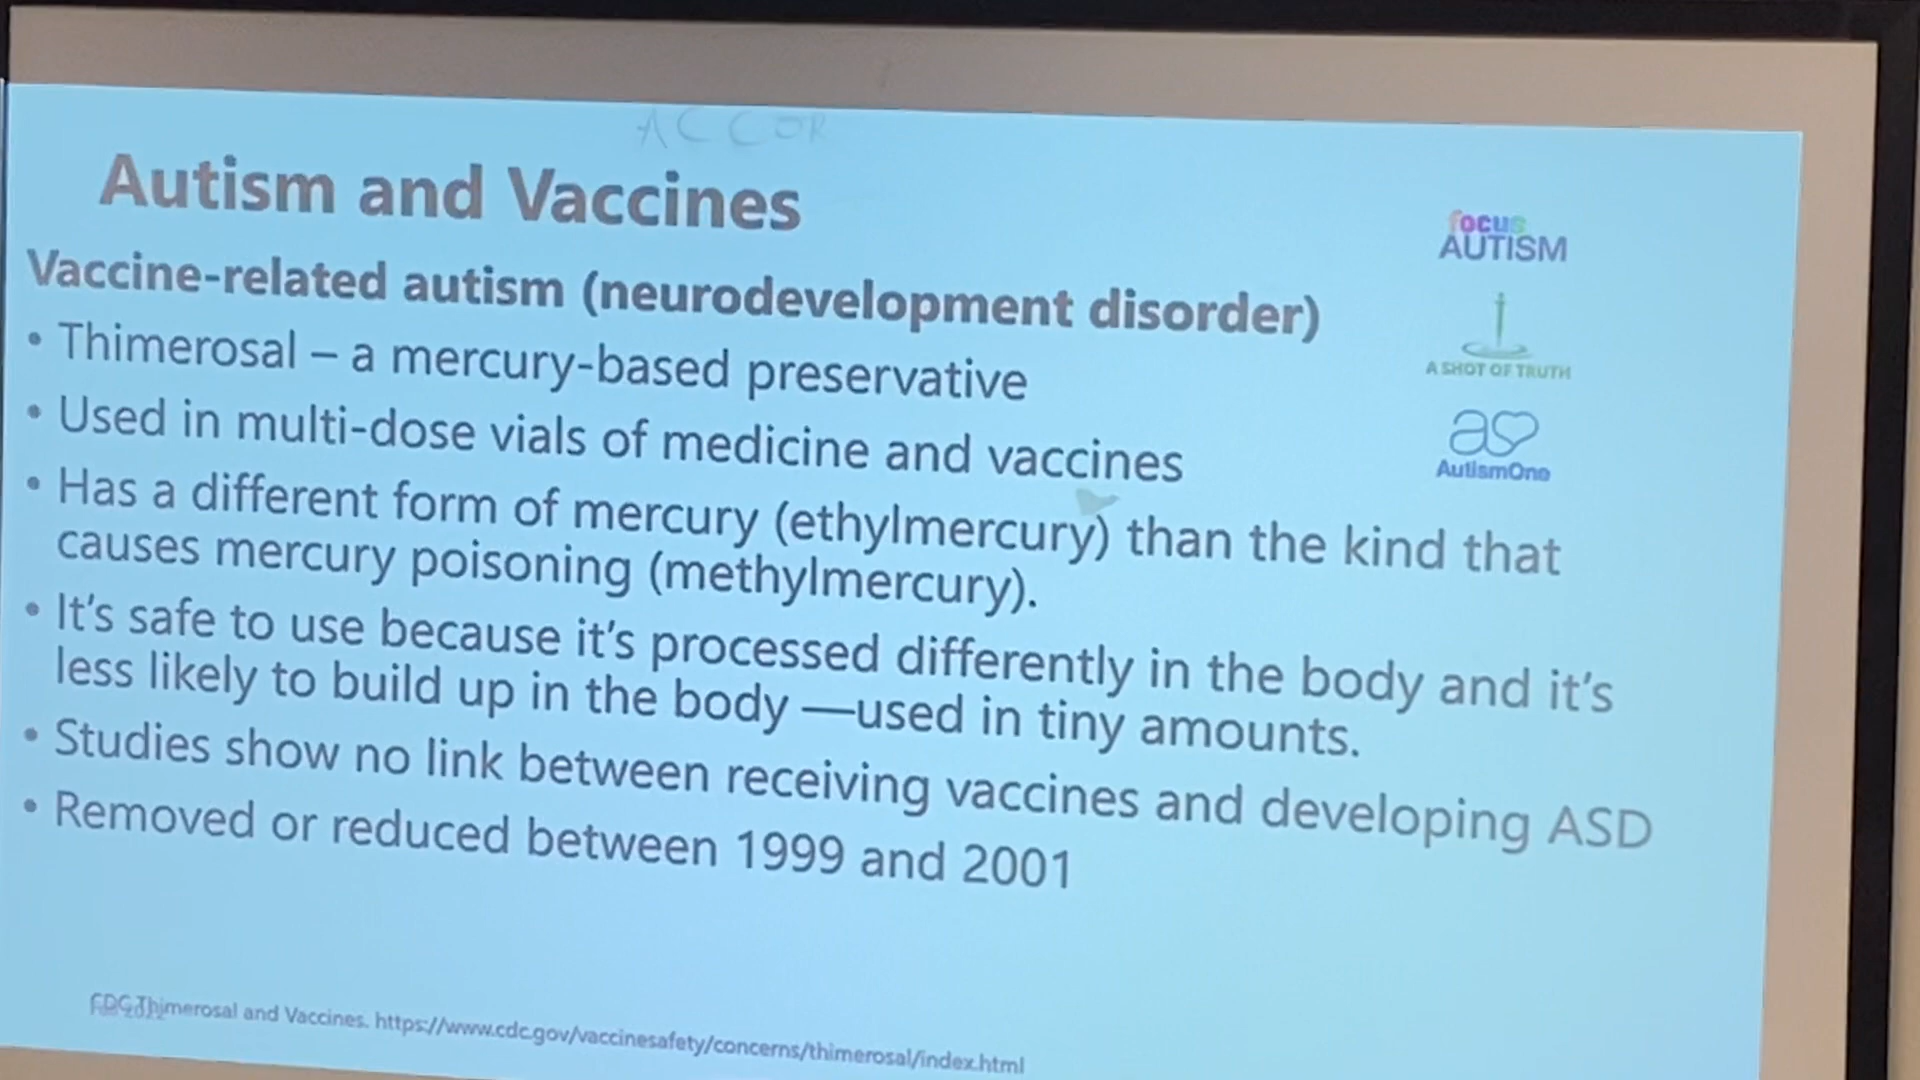 ACCOR
Autism and Vaccines
Vaccine-related autism (neurodevelopment disorder)
• Thimerosal – a mercury-based preservative
• Used in multi-dose vials of medicine and vaccines
• Has a different form of mercury (ethylmercury) than the kind that
causes mercury poisoning (methylmercury).
• It's safe to use because it's processed differently in the body and it's
less likely to build up in the body —used in tiny amounts.
• Studies show no link between receiving vaccines and developing ASD
• Removed or reduced between 1999 and 2001
focus
AUTISM
A SHOT OF TRUTH
ao
AutismOne
CDC Thimerosal and Vaccines. https://www.cdc.gov/vaccinesafety/concerns/thimerosal/index.html